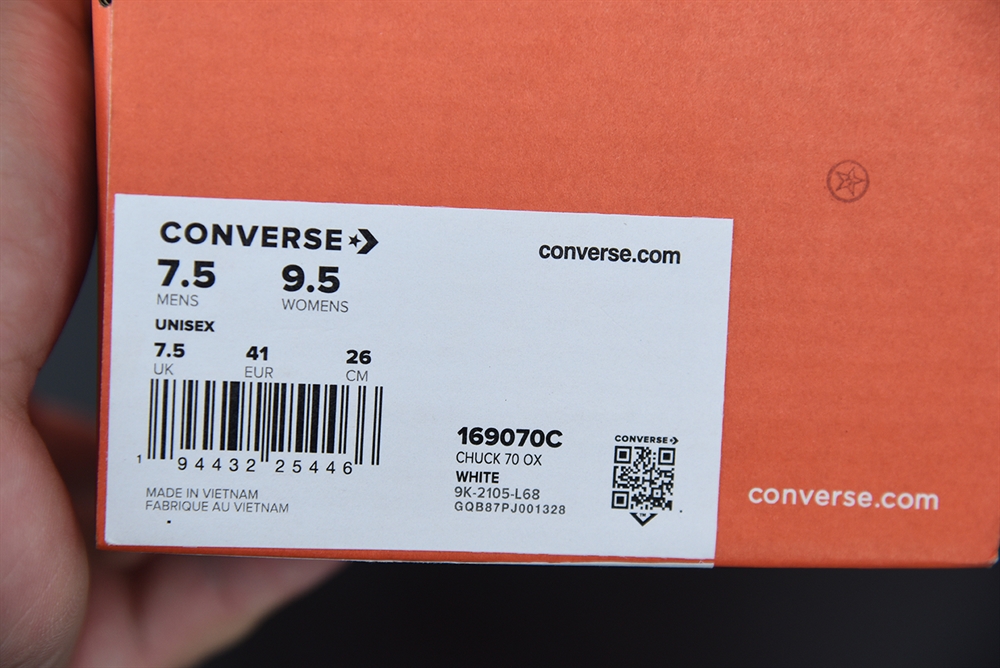 CONVERSE
converse.com
7.5 9.5
MENS WOMENS
UNISEX
7.5 41 26
UK EUR CM
1 94432 25446
MADE IN VIETNAM
FABRIQUE AU VIETNAM
169070C
CHUCK 70 OX
WHITE
9K-2105-L68
GQB87PJ001328
CONVERSE
TM
converse.com